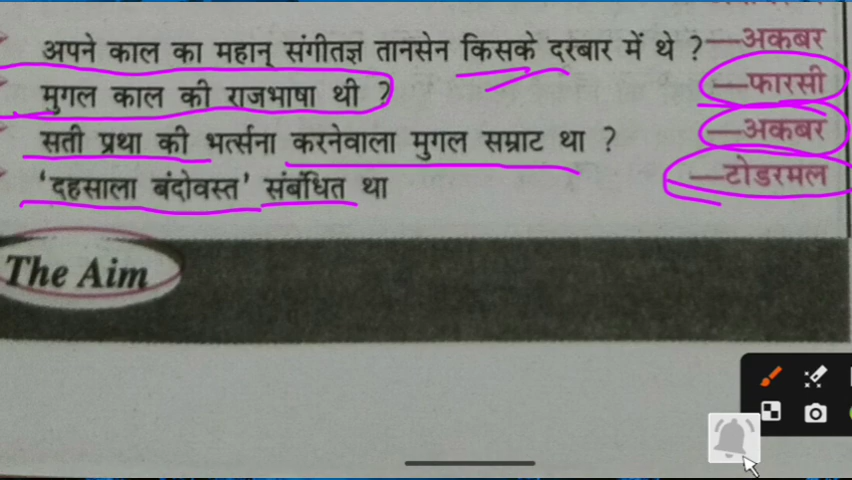 अपने काल का महान् संगीतज्ञ तानसेन किसके दरबार में थे ? —अकबर
मुगल काल की राजभाषा थी ? —फारसी
सती प्रथा की भर्त्सना करनेवाला मुगल सम्राट था ? —अकबर
'दहसाला बंदोवस्त' संबंधित था —टोडरमल
The Aim